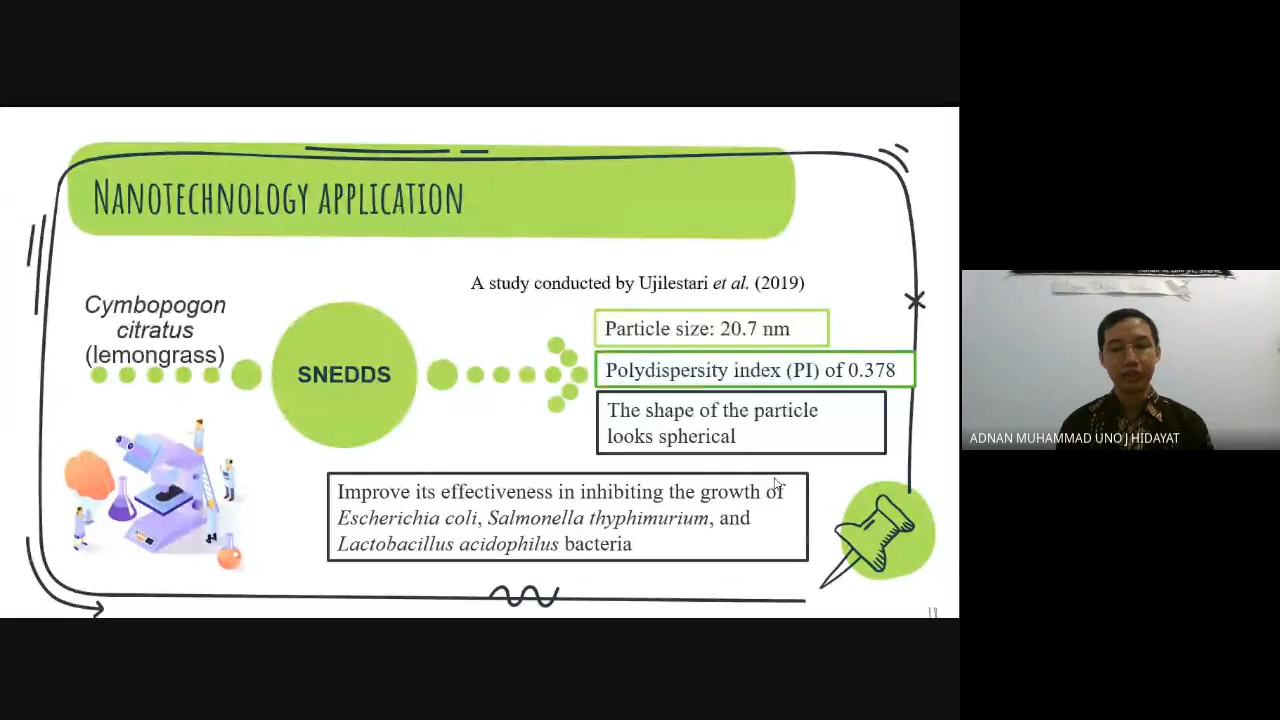 NANOTECHNOLOGY APPLICATION
A study conducted by Ujilestari et al. (2019)
Cymbopogon
citratus
(lemongrass)
SNEDDS
Particle size: 20.7 nm
Polydispersity index (PI) of 0.378
The shape of the particle
looks spherical
Improve its effectiveness in inhibiting the growth of
Escherichia coli, Salmonella thyphimurium, and
Lactobacillus acidophilus bacteria
ADNAN MUHAMMAD UNO J HIDAYAT